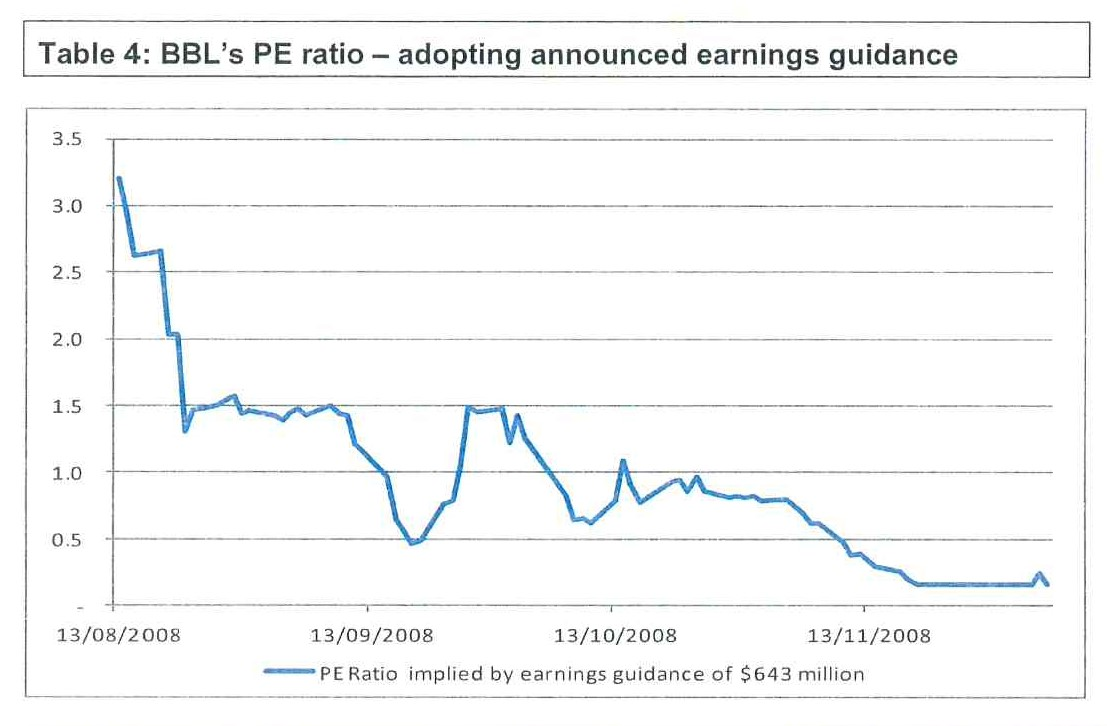 Table 4: BBL's PE ratio – adopting announced earnings guidance
3.5
3.0
2.5
2.0
1.5
1.0
0.5
-
13/08/2008 13/09/2008 13/10/2008 13/11/2008
PE Ratio implied by earnings guidance of $643 million